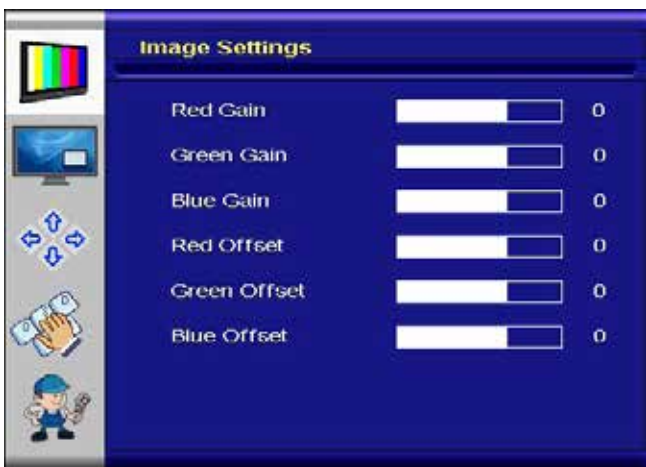 Image Settings
Red Gain 0
Green Gain 0
Blue Gain 0
Red Offset 0
Green Offset 0
Blue Offset 0